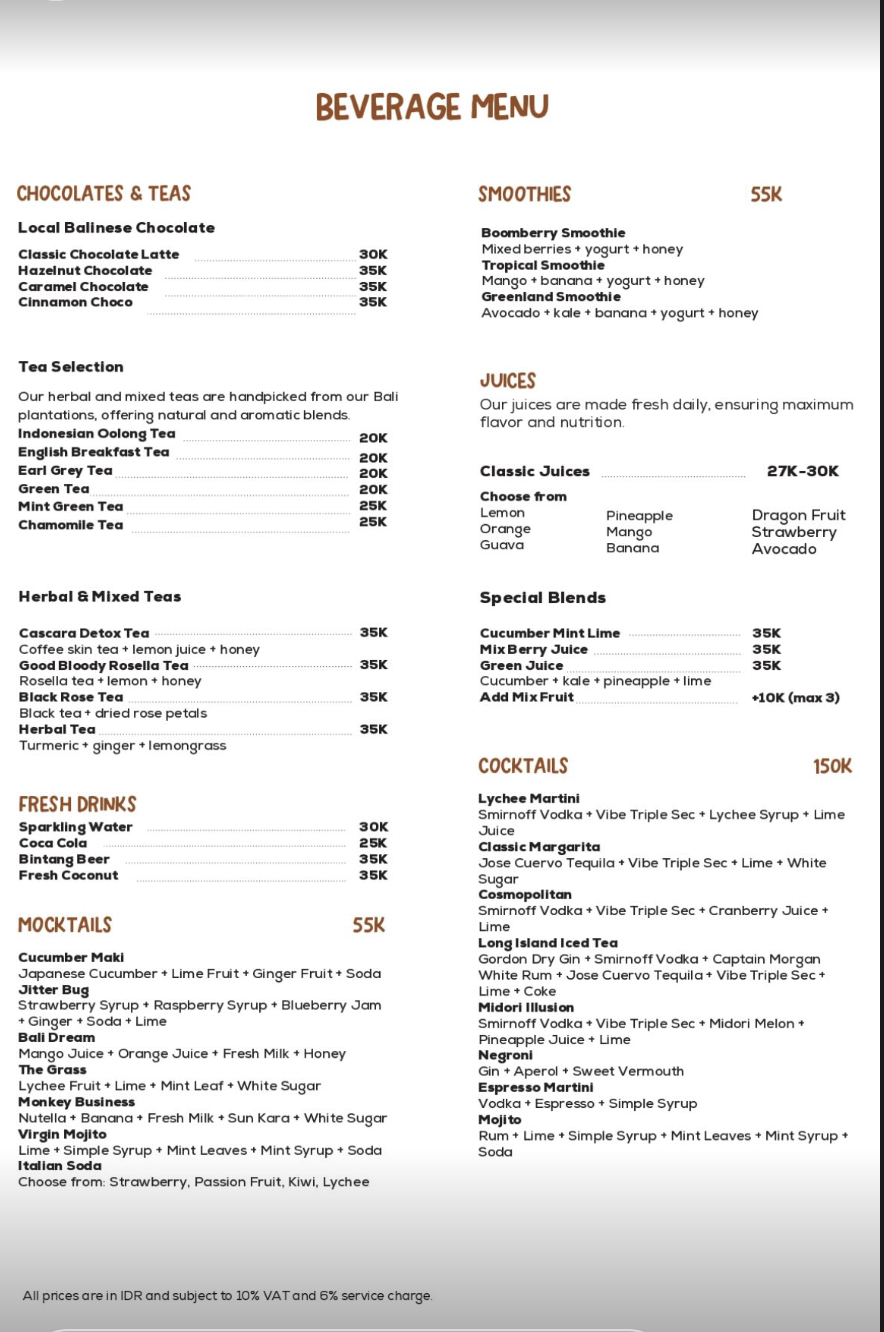 BEVERAGE MENU
CHOCOLATES & TEAS
Local Balinese Chocolate
Classic Chocolate Latte 30K
Hazelnut Chocolate 35K
Caramel Chocolate 35K
Cinnamon Choco 35K
Tea Selection
Our herbal and mixed teas are handpicked from our Bali
plantations, offering natural and aromatic blends.
Indonesian Oolong Tea 20K
English Breakfast Tea 20K
Earl Grey Tea 20K
Green Tea 20K
Mint Green Tea 25K
Chamomile Tea 25K
Herbal & Mixed Teas
Cascara Detox Tea 35K
Coffee skin tea + lemon juice + honey
Good Bloody Rosella Tea 35K
Rosella tea + lemon + honey
Black Rose Tea 35K
Black tea + dried rose petals
Herbal Tea 35K
Turmeric + ginger + lemongrass
FRESH DRINKS
Sparkling Water 30K
Coca Cola 25K
Bintang Beer 35K
Fresh Coconut 35K
MOCKTAILS 55K
Cucumber Maki
Japanese Cucumber + Lime Fruit + Ginger Fruit + Soda
Jitter Bug
Strawberry Syrup + Raspberry Syrup + Blueberry Jam
+ Ginger + Soda + Lime
Bali Dream
Mango Juice + Orange Juice + Fresh Milk + Honey
The Grass
Lychee Fruit + Lime + Mint Leaf + White Sugar
Monkey Business
Nutella + Banana + Fresh Milk + Sun Kara + White Sugar
Virgin Mojito
Lime + Simple Syrup + Mint Leaves + Mint Syrup + Soda
Italian Soda
Choose from: Strawberry, Passion Fruit, Kiwi, Lychee
SMOOTHIES 55K
Boomberry Smoothie
Mixed berries + yogurt + honey
Tropical Smoothie
Mango + banana + yogurt + honey
Greenland Smoothie
Avocado + kale + banana + yogurt + honey
JUICES
Our juices are made fresh daily, ensuring maximum
flavor and nutrition.
Classic Juices 27K-30K
Choose from
Lemon Pineapple Dragon Fruit
Orange Mango Strawberry
Guava Banana Avocado
Special Blends
Cucumber Mint Lime 35K
Mix Berry Juice 35K
Green Juice 35K
Cucumber + kale + pineapple + lime
Add Mix Fruit +10K (max 3)
COCKTAILS 150K
Lychee Martini
Smirnoff Vodka + Vibe Triple Sec + Lychee Syrup + Lime
Juice
Classic Margarita
Jose Cuervo Tequila + Vibe Triple Sec + Lime + White
Sugar
Cosmopolitan
Smirnoff Vodka + Vibe Triple Sec + Cranberry Juice +
Lime
Long Island Iced Tea
Gordon Dry Gin + Smirnoff Vodka + Captain Morgan
White Rum + Jose Cuervo Tequila + Vibe Triple Sec +
Lime + Coke
Midori Illusion
Smirnoff Vodka + Vibe Triple Sec + Midori Melon +
Pineapple Juice + Lime
Negroni
Gin + Aperol + Sweet Vermouth
Espresso Martini
Vodka + Espresso + Simple Syrup
Mojito
Rum + Lime + Simple Syrup + Mint Leaves + Mint Syrup +
Soda
All prices are in IDR and subject to 10% VAT and 6% service charge.